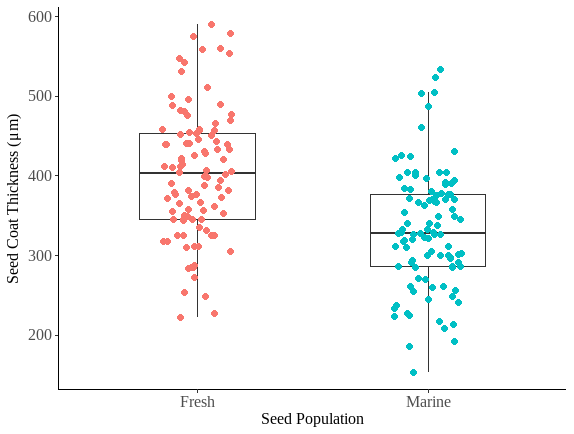 600
500
400
300
200
Seed Coat Thickness (µm)
Fresh
Marine
Seed Population